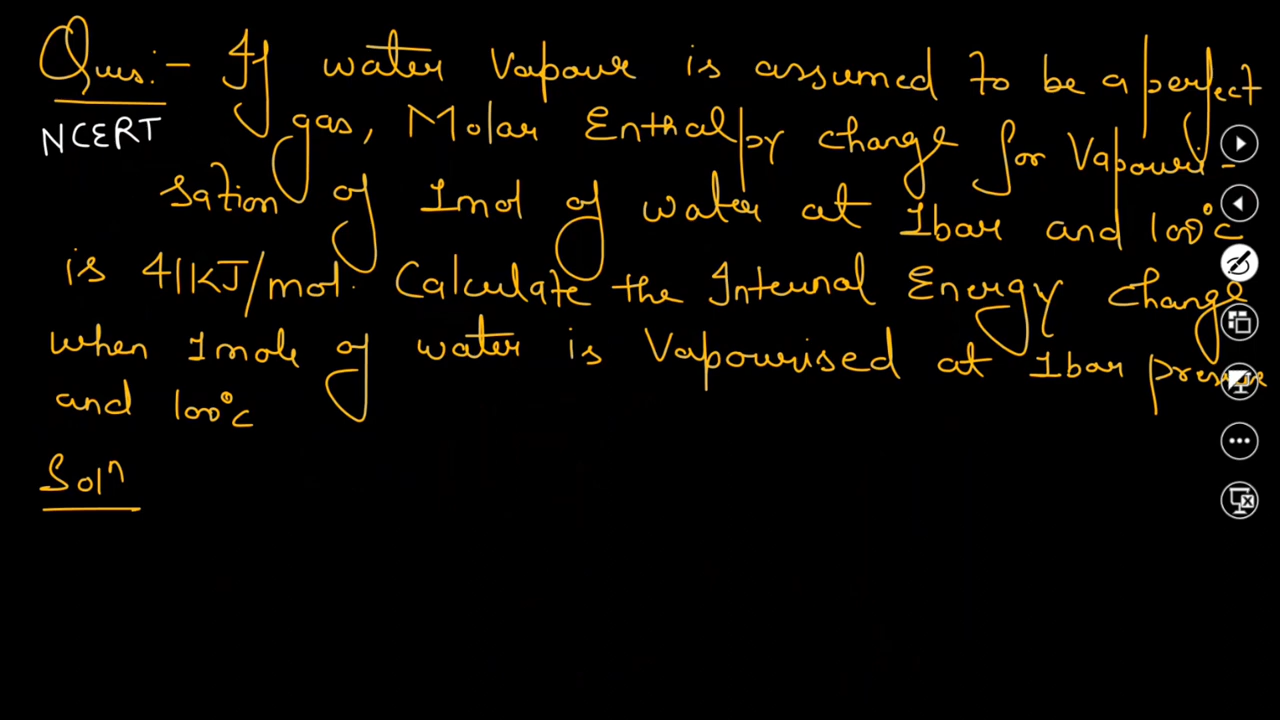 Ques:- If water Vapour is assumed to be a perfect
NCERT gas, Molar Enthalpy change for Vapouri-
sation of 1mol of water at 1bar and 100°C
is 41KJ/mol. Calculate the Internal Energy change
when 1mole of water is Vapourised at 1bar pressure
and 100°C
Solⁿ